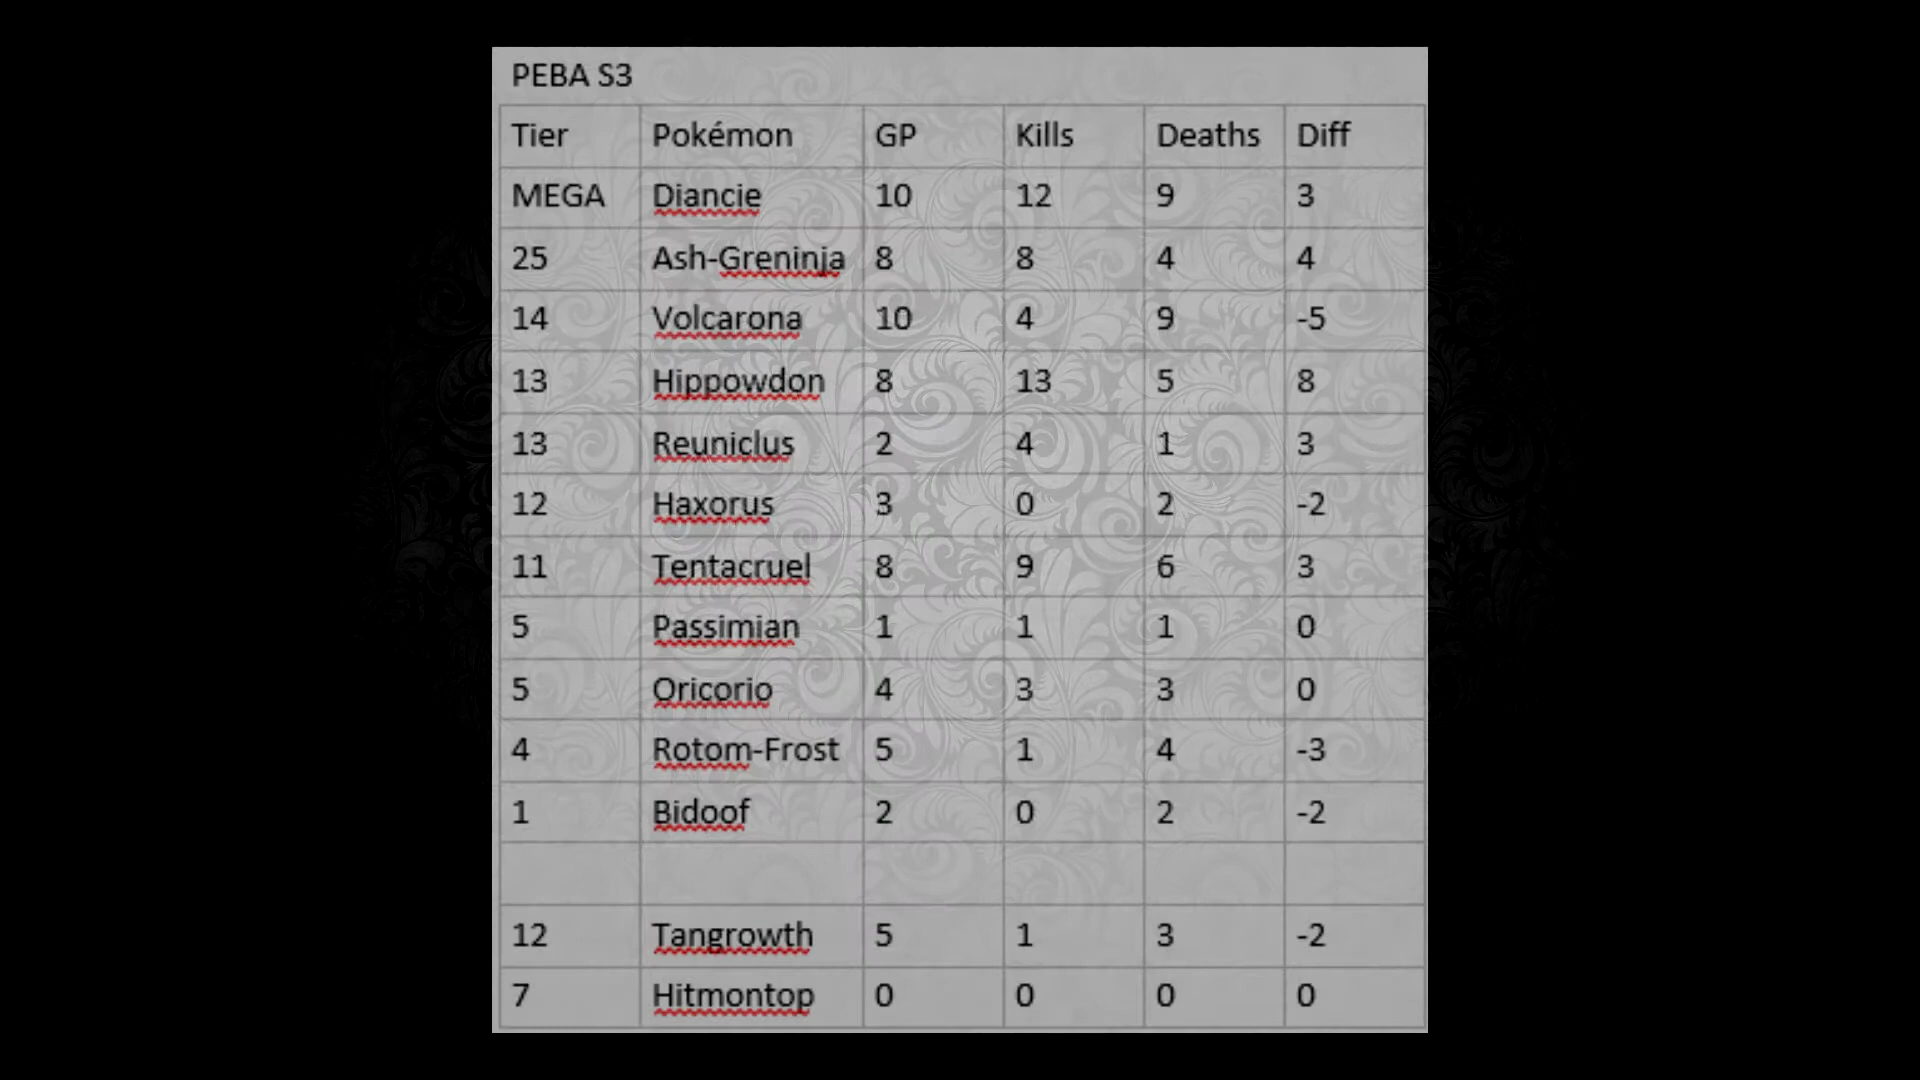 PEBA S3
Tier Pokémon GP Kills Deaths Diff
MEGA Diancie 10 12 9 3
25 Ash-Greninja 8 8 4 4
14 Volcarona 10 4 9 -5
13 Hippowdon 8 13 5 8
13 Reuniclus 2 4 1 3
12 Haxorus 3 0 2 -2
11 Tentacruel 8 9 6 3
5 Passimian 1 1 1 0
5 Oricorio 4 3 3 0
4 Rotom-Frost 5 1 4 -3
1 Bidoof 2 0 2 -2
12 Tangrowth 5 1 3 -2
7 Hitmontop 0 0 0 0